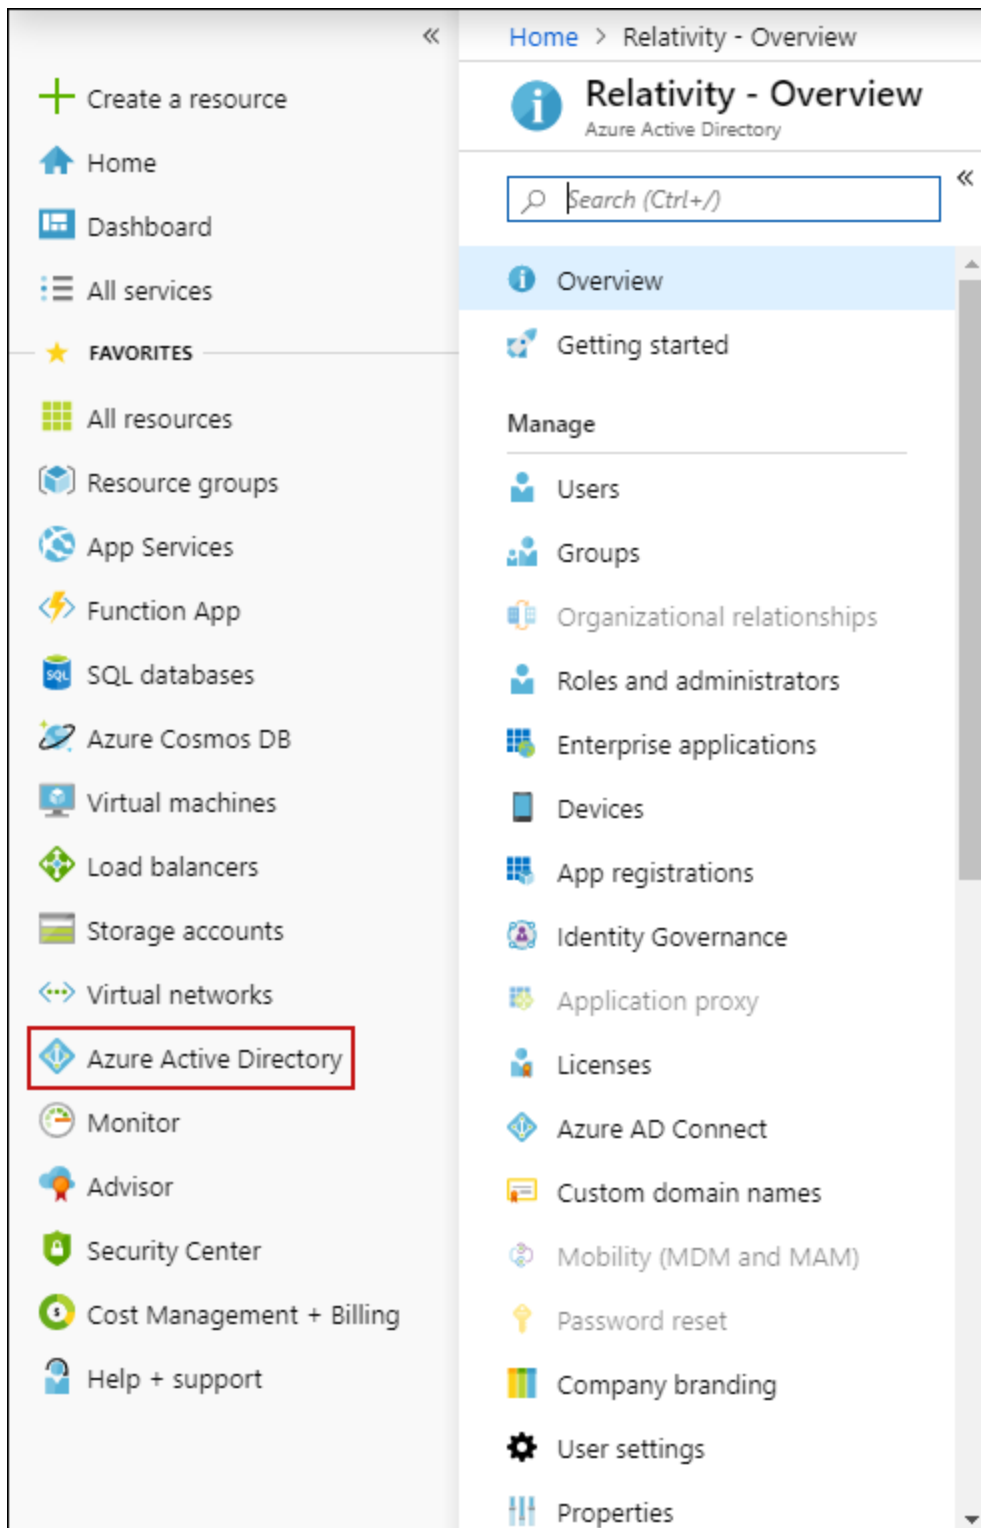 «
Create a resource
Home
Dashboard
All services
FAVORITES
All resources
Resource groups
App Services
Function App
SQL
SQL databases
Azure Cosmos DB
Virtual machines
Load balancers
Storage accounts
Virtual networks
Azure Active Directory
Monitor
Advisor
Security Center
Cost Management + Billing
Help + support
Home > Relativity - Overview
Relativity - Overview
Azure Active Directory
«
Search (Ctrl+/)
Overview
Getting started
Manage
Users
Groups
Organizational relationships
Roles and administrators
Enterprise applications
Devices
App registrations
Identity Governance
Application proxy
Licenses
Azure AD Connect
Custom domain names
Mobility (MDM and MAM)
Password reset
Company branding
User settings
Properties